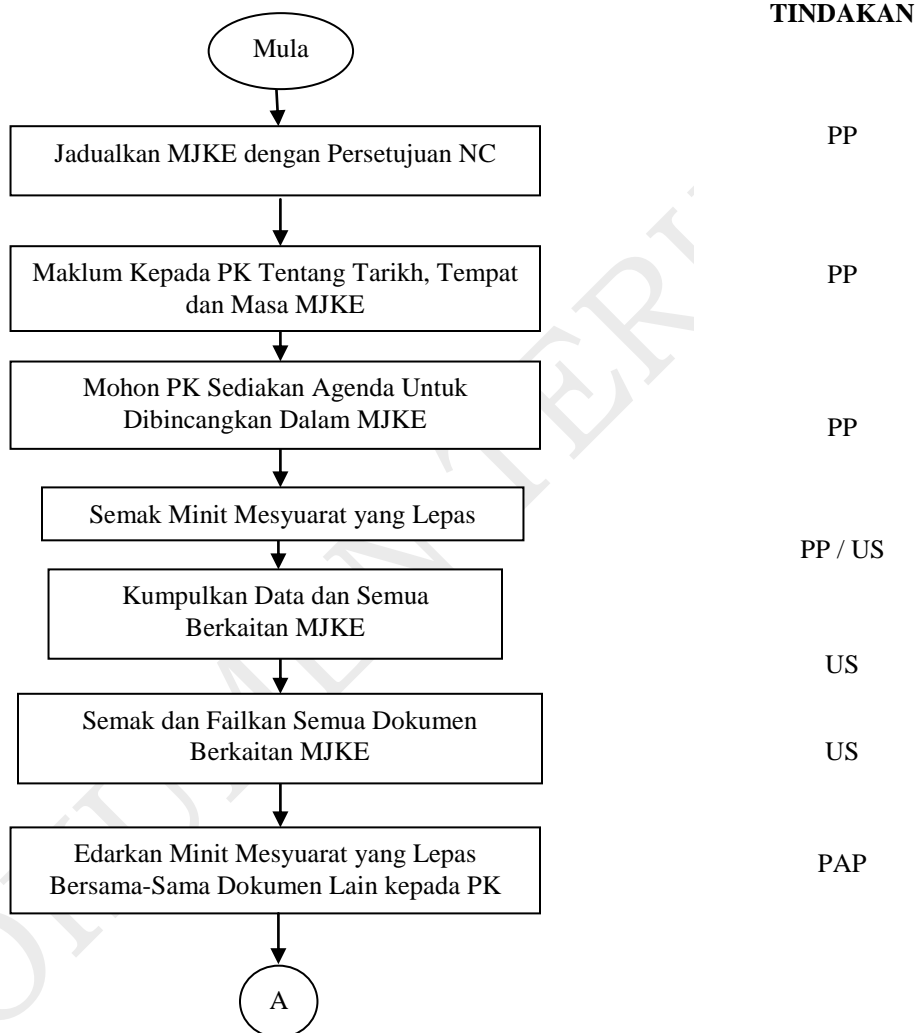 TINDAKAN
Mula
Jadualkan MJKE dengan Persetujuan NC
PP
Maklum Kepada PK Tentang Tarikh, Tempat
dan Masa MJKE
PP
Mohon PK Sediakan Agenda Untuk
Dibincangkan Dalam MJKE
PP
Semak Minit Mesyuarat yang Lepas
PP / US
Kumpulkan Data dan Semua
Berkaitan MJKE
US
Semak dan Failkan Semua Dokumen
Berkaitan MJKE
US
Edarkan Minit Mesyuarat yang Lepas
Bersama-Sama Dokumen Lain kepada PK
PAP
A